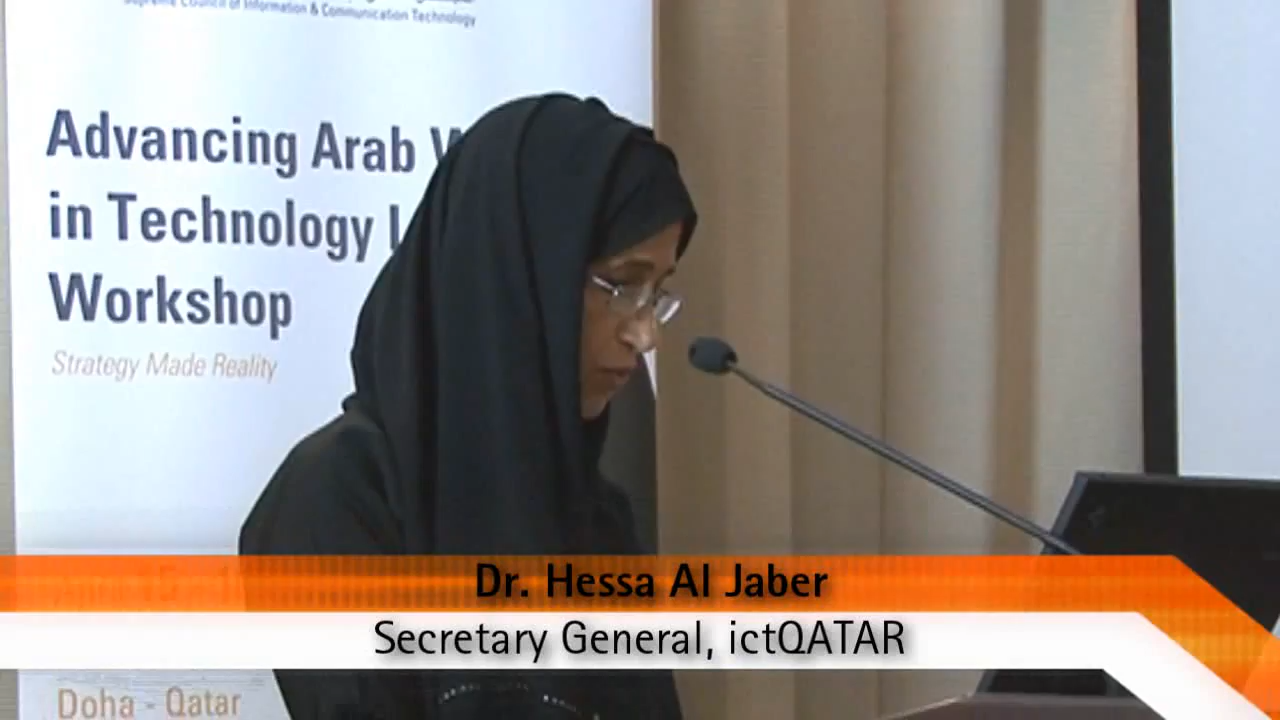 Supreme Council of Information & Communication Technology
Advancing Arab
in Technology
Workshop
Strategy Made Reality
Dr. Hessa Al Jaber
Secretary General, ictQATAR
Doha - Qatar